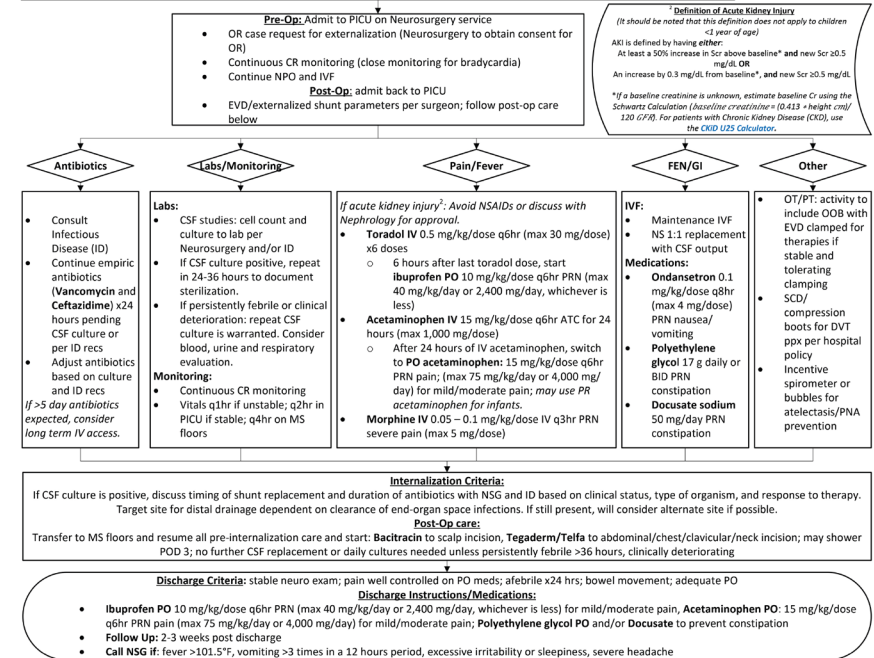 Pre-Op: Admit to PICU on Neurosurgery service
• OR case request for externalization (Neurosurgery to obtain consent for
OR)
• Continuous CR monitoring (close monitoring for bradycardia)
• Continue NPO and IVF
Post-Op: admit back to PICU
• EVD/externalized shunt parameters per surgeon; follow post-op care
below
2 Definition of Acute Kidney Injury
(It should be noted that this definition does not apply to children
<1 year of age)
AKI is defined by having either:
At least a 50% increase in Scr above baseline* and new Scr ≥0.5
mg/dL OR
An increase by 0.3 mg/dL from baseline*, and new Scr ≥0.5 mg/dL
*If a baseline creatinine is unknown, estimate baseline Cr using the
Schwartz Calculation (baseline creatinine = (0.413 * height cm)/
120 GFR). For patients with Chronic Kidney Disease (CKD), use
the CKiD U25 Calculator.
Antibiotics
• Consult
Infectious
Disease (ID)
• Continue empiric
antibiotics
(Vancomycin and
Ceftazidime) x24
hours pending
CSF culture or
per ID recs
• Adjust antibiotics
based on culture
and ID recs
If >5 day antibiotics
expected, consider
long term IV access.
Labs/Monitoring
Labs:
• CSF studies: cell count and
culture to lab per
Neurosurgery and/or ID
• If CSF culture positive, repeat
in 24-36 hours to document
sterilization.
• If persistently febrile or clinical
deterioration: repeat CSF
culture is warranted. Consider
blood, urine and respiratory
evaluation.
Monitoring:
• Continuous CR monitoring
• Vitals q1hr if unstable; q2hr in
PICU if stable; q4hr on MS
floors
Pain/Fever
If acute kidney injury2: Avoid NSAIDs or discuss with
Nephrology for approval.
• Toradol IV 0.5 mg/kg/dose q6hr (max 30 mg/dose)
x6 doses
o 6 hours after last toradol dose, start
ibuprofen PO 10 mg/kg/dose q6hr PRN (max
40 mg/kg/day or 2,400 mg/day, whichever is
less)
• Acetaminophen IV 15 mg/kg/dose q6hr ATC for 24
hours (max 1,000 mg/dose)
o After 24 hours of IV acetaminophen, switch
to PO acetaminophen: 15 mg/kg/dose q6hr
PRN pain; (max 75 mg/kg/day or 4,000 mg/
day) for mild/moderate pain; may use PR
acetaminophen for infants.
• Morphine IV 0.05 – 0.1 mg/kg/dose IV q3hr PRN
severe pain (max 5 mg/dose)
FEN/GI
IVF:
• Maintenance IVF
• NS 1:1 replacement
with CSF output
Medications:
• Ondansetron 0.1
mg/kg/dose q8hr
(max 4 mg/dose)
PRN nausea/
vomiting
• Polyethylene
glycol 17 g daily or
BID PRN
constipation
• Docusate sodium
50 mg/day PRN
constipation
Other
• OT/PT: activity to
include OOB with
EVD clamped for
therapies if
stable and
tolerating
clamping
• SCD/
compression
boots for DVT
ppx per hospital
policy
• Incentive
spirometer or
bubbles for
atelectasis/PNA
prevention
Internalization Criteria:
If CSF culture is positive, discuss timing of shunt replacement and duration of antibiotics with NSG and ID based on clinical status, type of organism, and response to therapy.
Target site for distal drainage dependent on clearance of end-organ space infections. If still present, will consider alternate site if possible.
Post-Op care:
Transfer to MS floors and resume all pre-internalization care and start: Bacitracin to scalp incision, Tegaderm/Telfa to abdominal/chest/clavicular/neck incision; may shower
POD 3; no further CSF replacement or daily cultures needed unless persistently febrile >36 hours, clinically deteriorating
Discharge Criteria: stable neuro exam; pain well controlled on PO meds; afebrile x24 hrs; bowel movement; adequate PO
Discharge Instructions/Medications:
• Ibuprofen PO 10 mg/kg/dose q6hr PRN (max 40 mg/kg/day or 2,400 mg/day, whichever is less) for mild/moderate pain, Acetaminophen PO: 15 mg/kg/dose
q6hr PRN pain (max 75 mg/kg/day or 4,000 mg/day) for mild/moderate pain; Polyethylene glycol PO and/or Docusate to prevent constipation
• Follow Up: 2-3 weeks post discharge
• Call NSG if: fever >101.5°F, vomiting >3 times in a 12 hours period, excessive irritability or sleepiness, severe headache